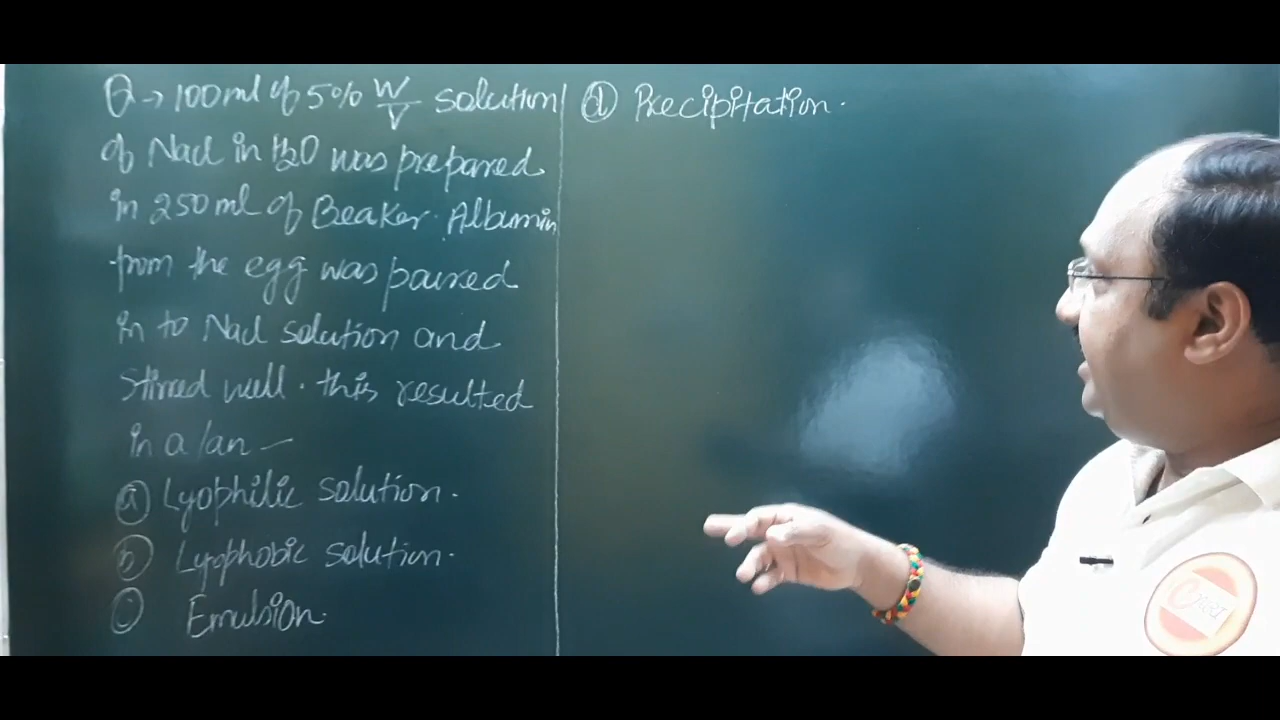 Q → 100 ml of 5% W/V solution
of Nacl in H2O was prepared
in 250 ml of Beaker. Albumin
from the egg was poured
in to Nacl solution and
stirred well. this resulted
in a/an —
(a) Lyophilic solution.
(b) Lyophobic solution.
(c) Emulsion.
(d) Precipitation.